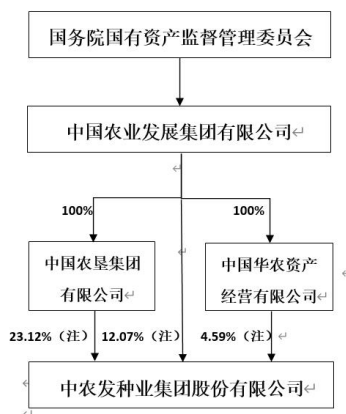 国务院国有资产监督管理委员会
中国农业发展集团有限公司
100%
100%
中国农垦集团
有限公司
中国华农资产
经营有限公司
23.12%（注）
12.07%（注）
4.59%（注）
中农发种业集团股份有限公司